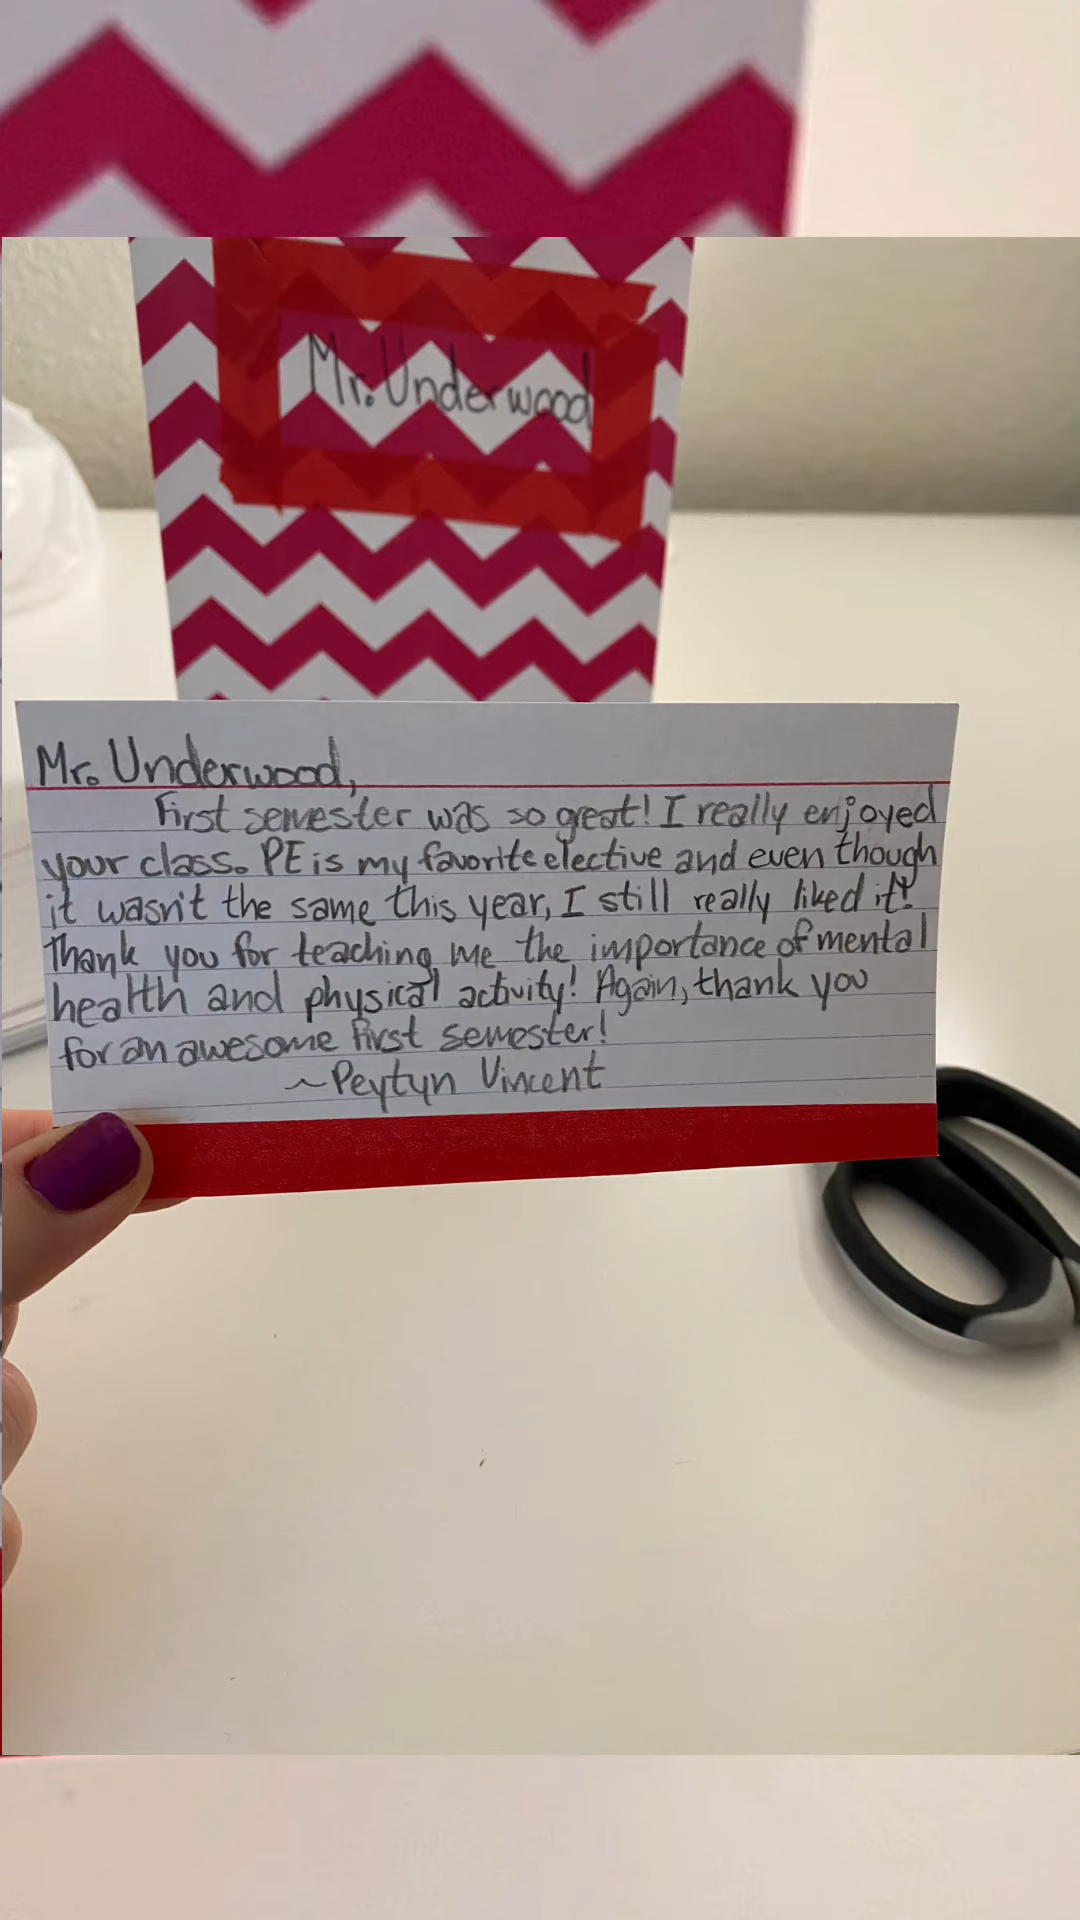 Mr. Underwood
Mr. Underwood,
First semester was so great! I really enjoyed
your class. PE is my favorite elective and even though
it wasn't the same this year, I still really liked it!
Thank you for teaching me the importance of mental
health and physical activity! Again, thank you
for an awesome first semester!
~Peytyn Vincent